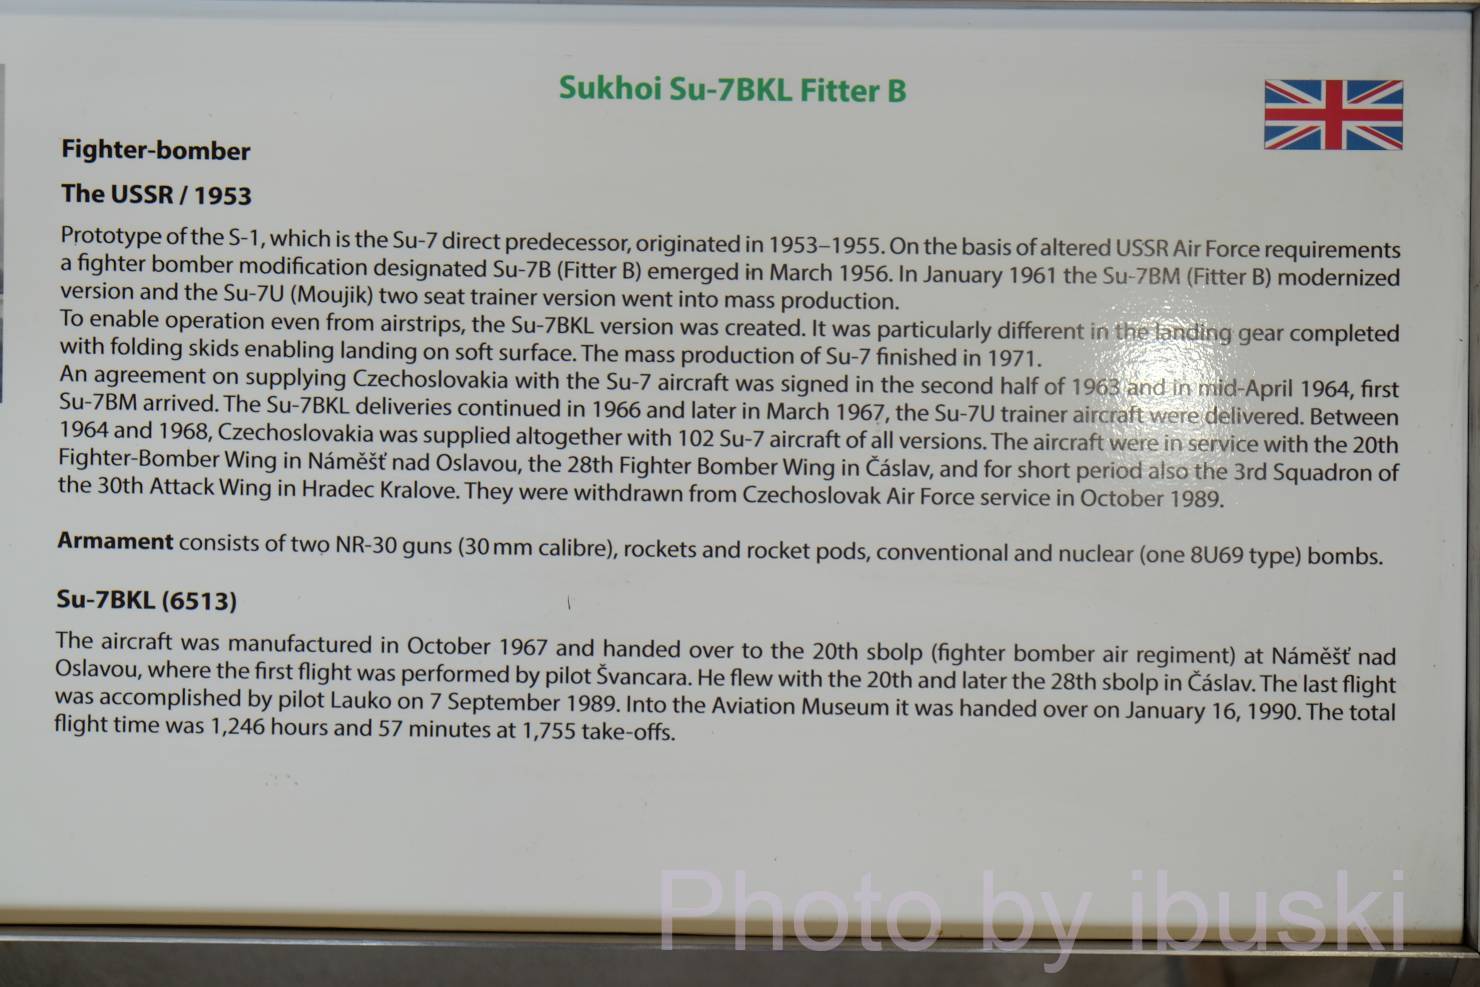 Sukhoi Su-7BKL Fitter B
Fighter-bomber
The USSR / 1953
Prototype of the S-1, which is the Su-7 direct predecessor, originated in 1953–1955. On the basis of altered USSR Air Force requirements
a fighter bomber modification designated Su-7B (Fitter B) emerged in March 1956. In January 1961 the Su-7BM (Fitter B) modernized
version and the Su-7U (Moujik) two seat trainer version went into mass production.
To enable operation even from airstrips, the Su-7BKL version was created. It was particularly different in the landing gear completed
with folding skids enabling landing on soft surface. The mass production of Su-7 finished in 1971.
An agreement on supplying Czechoslovakia with the Su-7 aircraft was signed in the second half of 1963 and in mid-April 1964, first
Su-7BM arrived. The Su-7BKL deliveries continued in 1966 and later in March 1967, the Su-7U trainer aircraft were delivered. Between
1964 and 1968, Czechoslovakia was supplied altogether with 102 Su-7 aircraft of all versions. The aircraft were in service with the 20th
Fighter-Bomber Wing in Náměšť nad Oslavou, the 28th Fighter Bomber Wing in Čáslav, and for short period also the 3rd Squadron of
the 30th Attack Wing in Hradec Kralove. They were withdrawn from Czechoslovak Air Force service in October 1989.
Armament consists of two NR-30 guns (30 mm calibre), rockets and rocket pods, conventional and nuclear (one 8U69 type) bombs.
Su-7BKL (6513)
The aircraft was manufactured in October 1967 and handed over to the 20th sbolp (fighter bomber air regiment) at Náměšť nad
Oslavou, where the first flight was performed by pilot Švancara. He flew with the 20th and later the 28th sbolp in Čáslav. The last flight
was accomplished by pilot Lauko on 7 September 1989. Into the Aviation Museum it was handed over on January 16, 1990. The total
flight time was 1,246 hours and 57 minutes at 1,755 take-offs.
Photo by ibuski